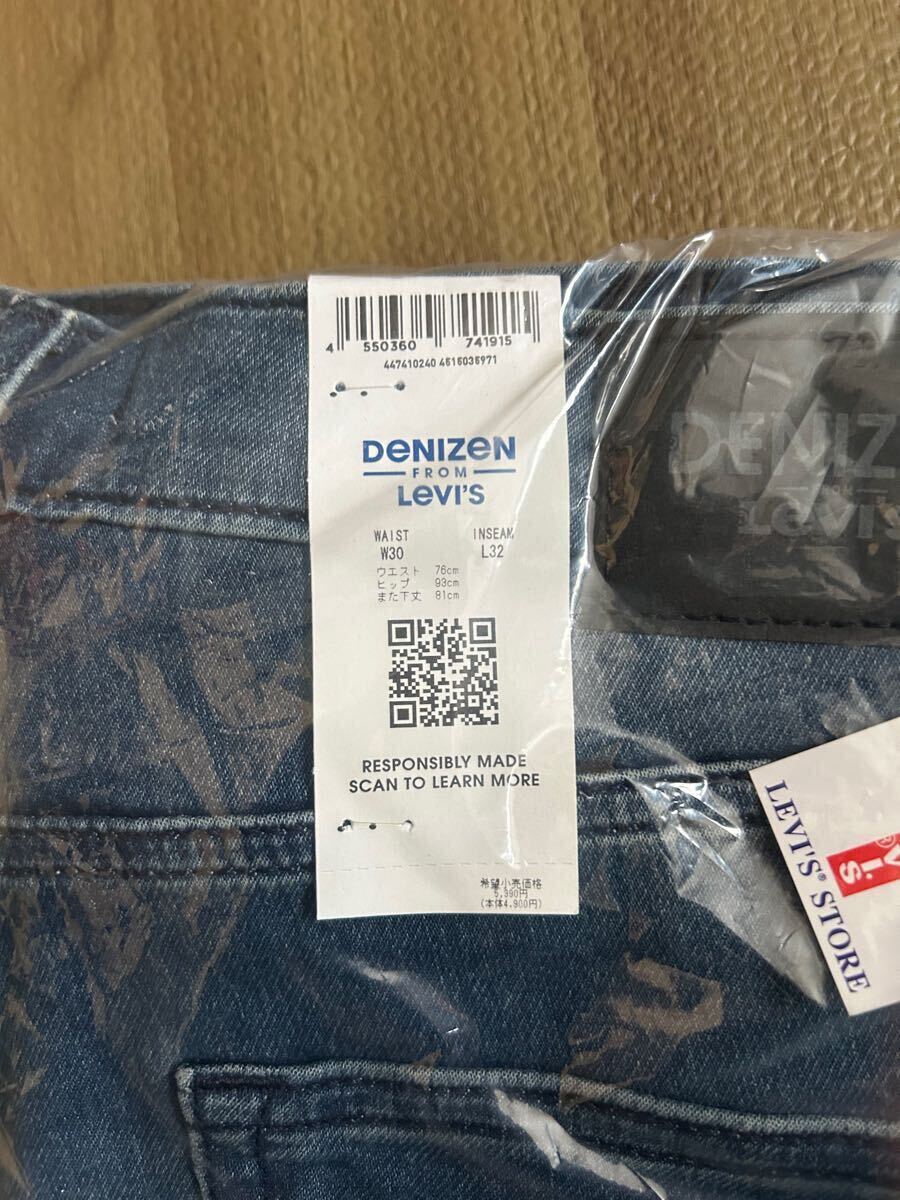 4 550360 741915
447410240 4515035971
DENIZEN
FROM
LEVI'S
WAIST INSEAM
W30 L32
ウエスト 76cm
ヒップ 93cm
また下丈 81cm
RESPONSIBLY MADE
SCAN TO LEARN MORE
希望小売価格
5,390円
(本体4,900円)
DENIZ
Levi's
LEVI'S® STORE